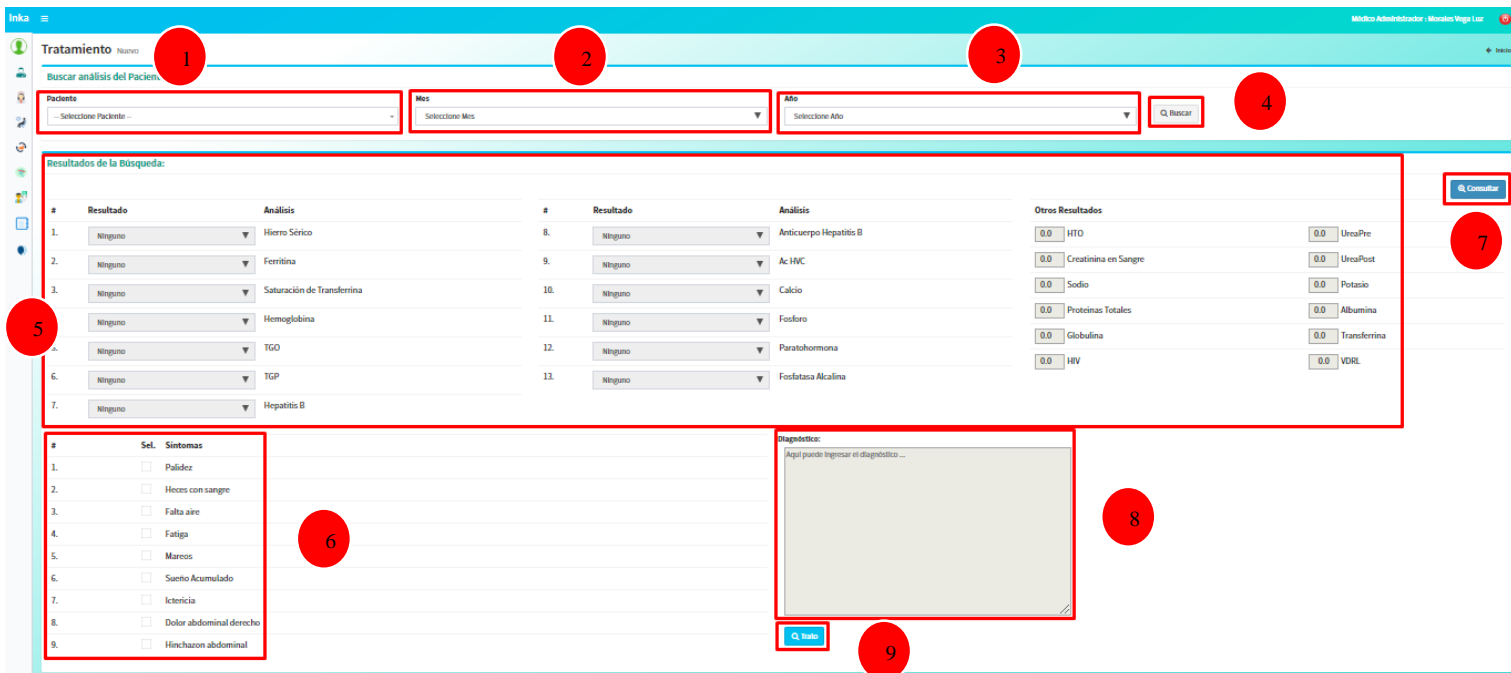 Inka
Médico Administrador : Morales Vega Luz
Tratamiento Nuevo
Inicio
1
2
3
4
Buscar análisis del Pacien
Paciente
-- Seleccione Paciente --
Mes
Seleccione Mes
Año
Seleccione Año
Buscar
Resultados de la Búsqueda:
Consultar
7
5
# Resultado Análisis
1. Ninguno Hierro Sérico
2. Ninguno Ferritina
3. Ninguno Saturación de Transferrina
Ninguno Hemoglobina
5. Ninguno TGO
6. Ninguno TGP
7. Ninguno Hepatitis B
# Resultado Análisis
8. Ninguno Anticuerpo Hepatitis B
9. Ninguno Ac HVC
10. Ninguno Calcio
11. Ninguno Fosforo
12. Ninguno Paratohormona
13. Ninguno Fosfatasa Alcalina
Otros Resultados
0.0 HTO 0.0 UreaPre
0.0 Creatinina en Sangre 0.0 UreaPost
0.0 Sodio 0.0 Potasio
0.0 Proteinas Totales 0.0 Albumina
0.0 Globulina 0.0 Transferrina
0.0 HIV 0.0 VDRL
# Sel. Síntomas
1. Palidez
2. Heces con sangre
3. Falta aire
4. Fatiga
5. Mareos
6. Sueño Acumulado
7. Ictericia
8. Dolor abdominal derecho
9. Hinchazon abdominal
6
Diagnóstico:
Aquí puede ingresar el diagnóstico ...
8
Trato
9